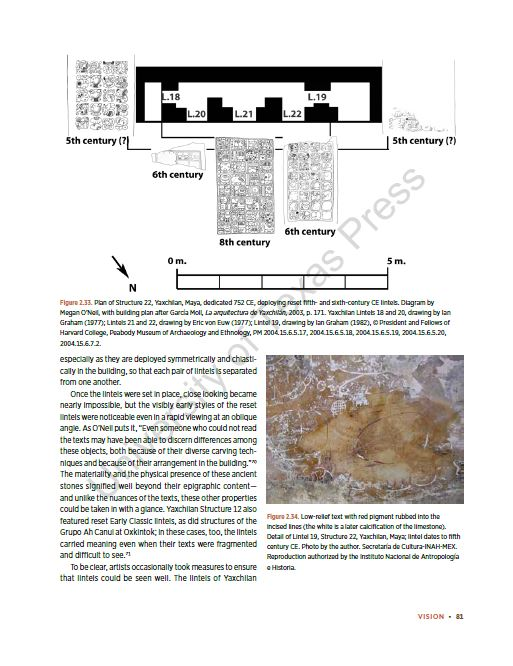 L.18
L.19
L.20
L.21
L.22
5th century (?)
5th century (?)
6th century
6th century
8th century
0 m.
5 m.
N
Figure 2.33. Plan of Structure 22, Yaxchilan, Maya, dedicated 752 CE, deploying reset fifth- and sixth-century CE lintels. Diagram by
Megan O'Neil, with building plan after García Moll, La arquitectura de Yaxchilan, 2003, p. 171. Yaxchilan Lintels 18 and 20, drawing by Ian
Graham (1977); Lintels 21 and 22, drawing by Eric von Euw (1977); Lintel 19, drawing by Ian Graham (1982), © President and Fellows of
Harvard College, Peabody Museum of Archaeology and Ethnology, PM 2004.15.6.5.17, 2004.15.6.5.18, 2004.15.6.5.19, 2004.15.6.5.20,
2004.15.6.7.2.
especially as they are deployed symmetrically and chiasti-
cally in the building, so that each pair of lintels is separated
from one another.
Once the lintels were set in place, close looking became
nearly impossible, but the visibly early styles of the reset
lintels were noticeable even in a rapid viewing at an oblique
angle. As O'Neil puts it, "Even someone who could not read
the texts may have been able to discern differences among
these objects, both because of their diverse carving tech-
niques and because of their arrangement in the building."70
The materiality and the physical presence of these ancient
stones signified well beyond their epigraphic content—
and unlike the nuances of the texts, these other properties
could be taken in with a glance. Yaxchilan Structure 12 also
featured reset Early Classic lintels, as did structures of the
Grupo Ah Canul at Oxkintok; in these cases, too, the lintels
carried meaning even when their texts were fragmented
and difficult to see.71
To be clear, artists occasionally took measures to ensure
that lintels could be seen well. The lintels of Yaxchilan
Figure 2.34. Low-relief text with red pigment rubbed into the
incised lines (the white is a later calcification of the limestone).
Detail of Lintel 19, Structure 22, Yaxchilan, Maya; lintel dates to fifth
century CE. Photo by the author. Secretaría de Cultura-INAH-MEX.
Reproduction authorized by the Instituto Nacional de Antropología
e Historia.
VISION • 81
University of Texas Press